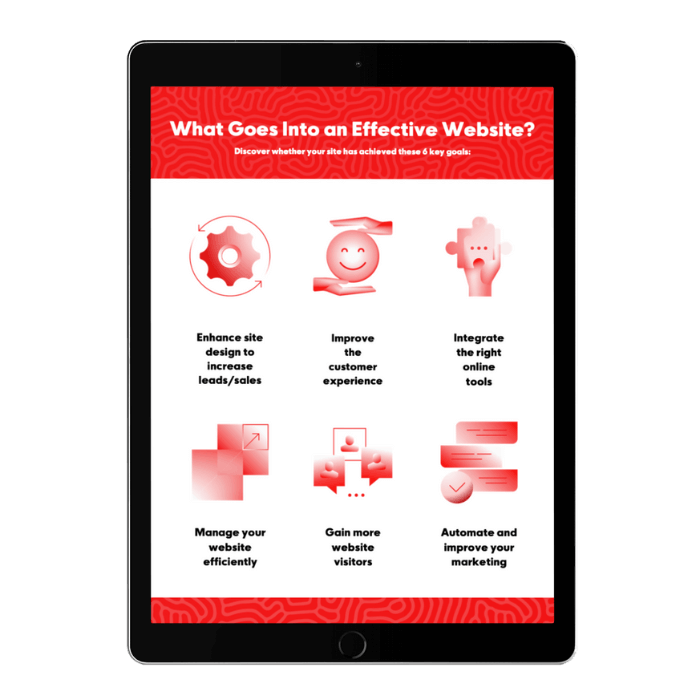 What Goes Into an Effective Website?
Discover whether your site has achieved these 6 key goals:
Enhance site
design to
increase
leads/sales
Improve
the
customer
experience
Integrate
the right
online
tools
Manage your
website
efficiently
Gain more
website
visitors
Automate and
improve your
marketing